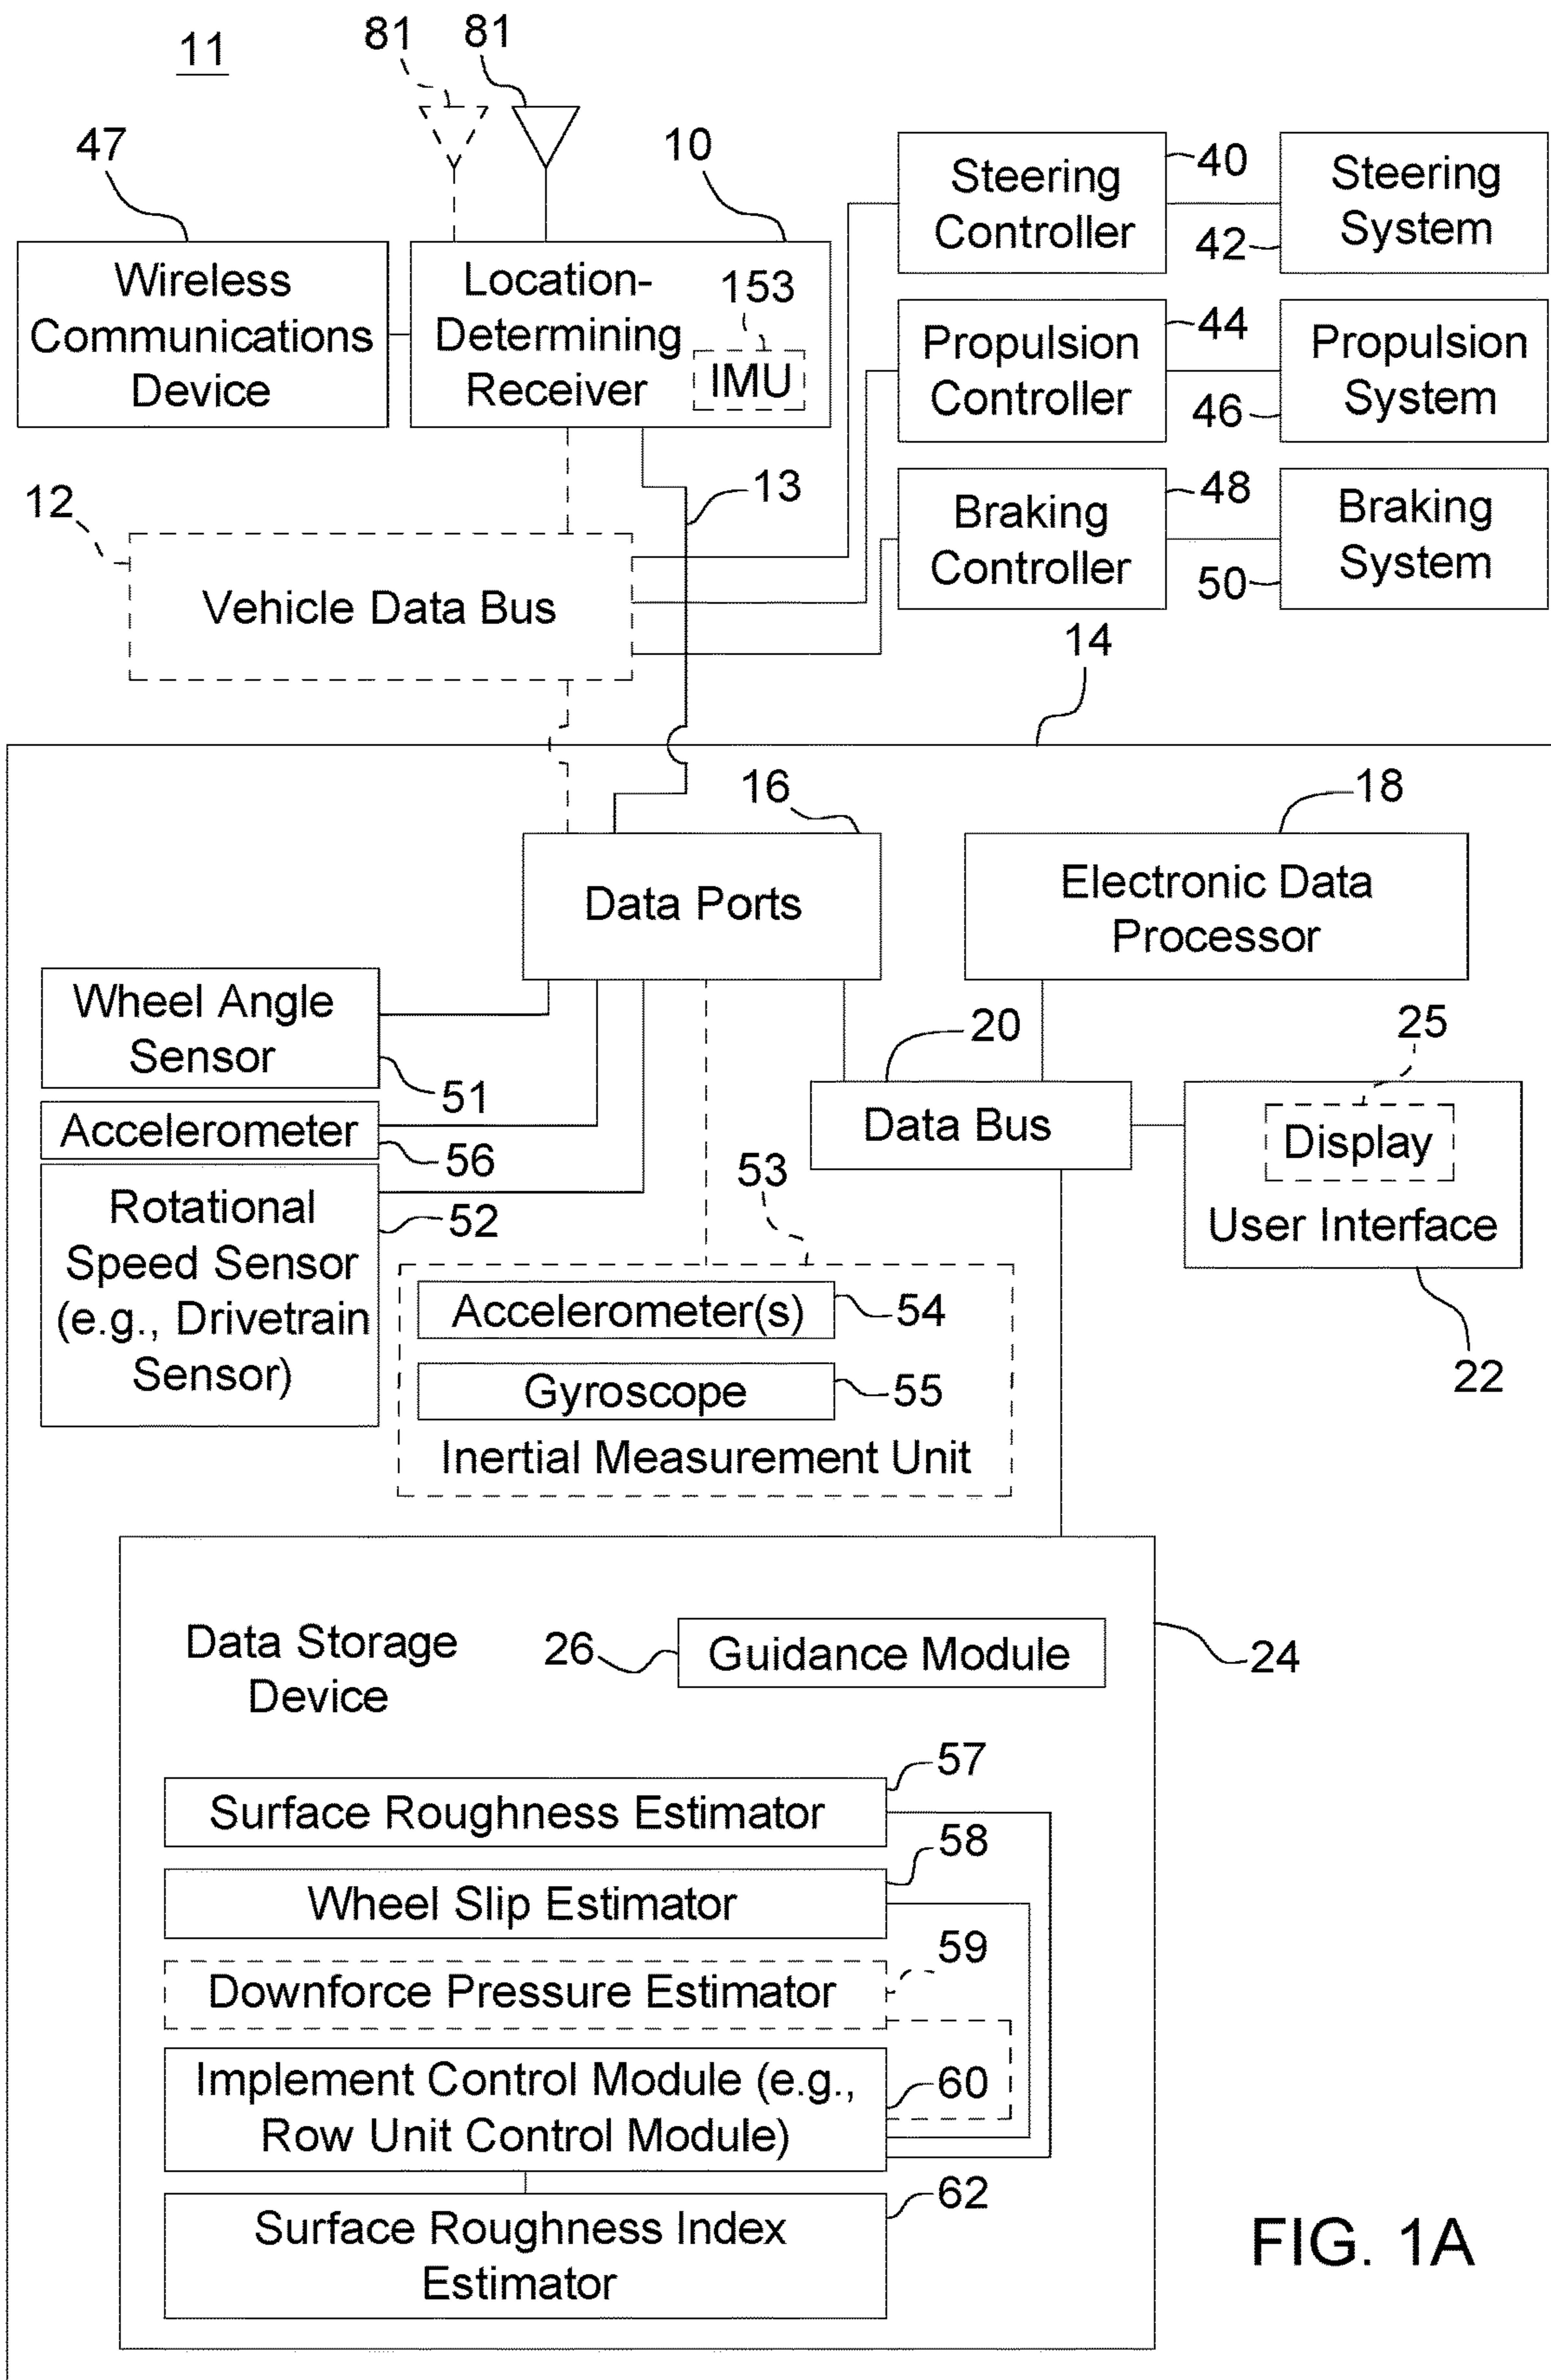 11
81
81
47
10
Wireless
Communications
Device
Location-
Determining
Receiver
153
IMU
Steering
Controller
40
42
Steering
System
Propulsion
Controller
44
46
Propulsion
System
Braking
Controller
48
50
Braking
System
12
13
Vehicle Data Bus
14
16
18
Data Ports
Electronic Data
Processor
Wheel Angle
Sensor
51
20
25
Accelerometer
56
Data Bus
Display
User Interface
22
Rotational
Speed Sensor
(e.g., Drivetrain
Sensor)
52
53
Accelerometer(s)
54
Gyroscope
55
Inertial Measurement Unit
Data Storage
Device
26
Guidance Module
24
57
Surface Roughness Estimator
58
Wheel Slip Estimator
59
Downforce Pressure Estimator
Implement Control Module (e.g.,
Row Unit Control Module)
60
62
Surface Roughness Index
Estimator
FIG. 1A